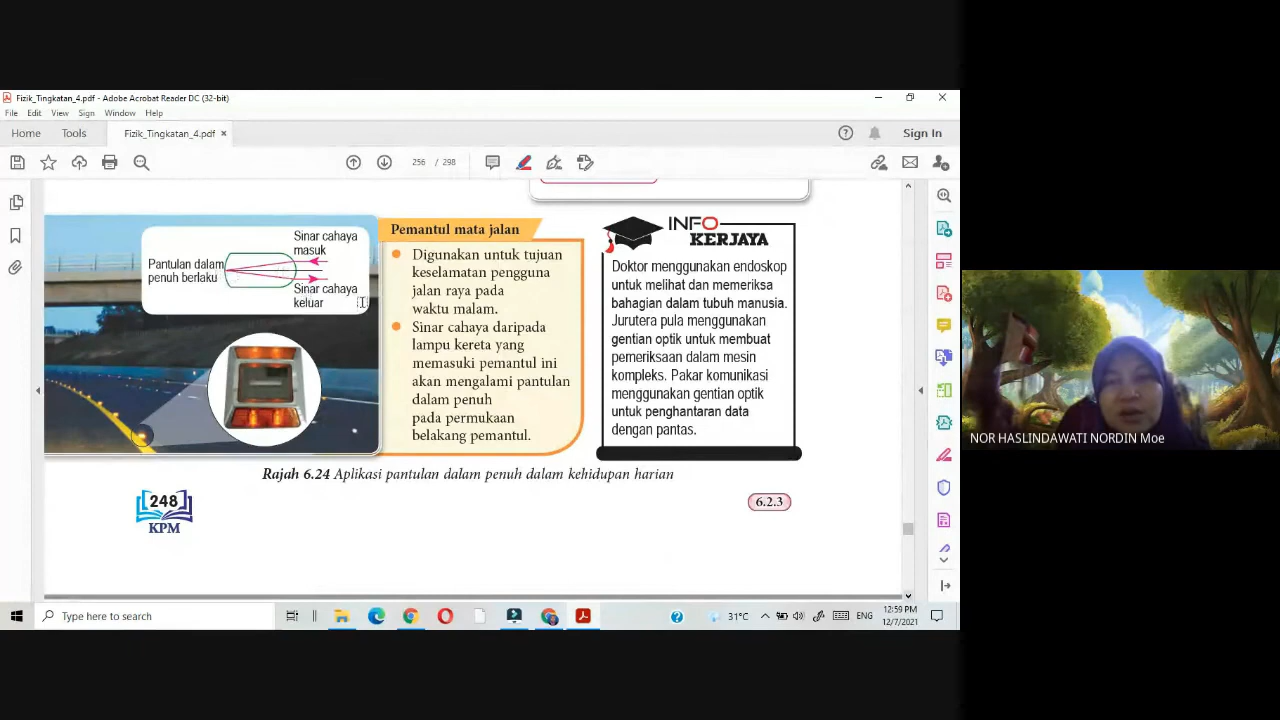 Fizik_Tingkatan_4.pdf - Adobe Acrobat Reader DC (32-bit)
File Edit View Sign Window Help
Home Tools Fizik_Tingkatan_4.pdf × Sign In
256 / 298
Sinar cahaya
masuk
Pantulan dalam
penuh berlaku
Sinar cahaya
keluar
Pemantul mata jalan
Digunakan untuk tujuan
keselamatan pengguna
jalan raya pada
waktu malam.
Sinar cahaya daripada
lampu kereta yang
memasuki pemantul ini
akan mengalami pantulan
dalam penuh
pada permukaan
belakang pemantul.
INFO
KERJAYA
Doktor menggunakan endoskop
untuk melihat dan memeriksa
bahagian dalam tubuh manusia.
Jurutera pula menggunakan
gentian optik untuk membuat
pemeriksaan dalam mesin
kompleks. Pakar komunikasi
menggunakan gentian optik
untuk penghantaran data
dengan pantas.
Rajah 6.24 Aplikasi pantulan dalam penuh dalam kehidupan harian
248
KPM
6.2.3
NOR HASLINDAWATI NORDIN Moe
Type here to search
31°C
ENG
12:59 PM
12/7/2021